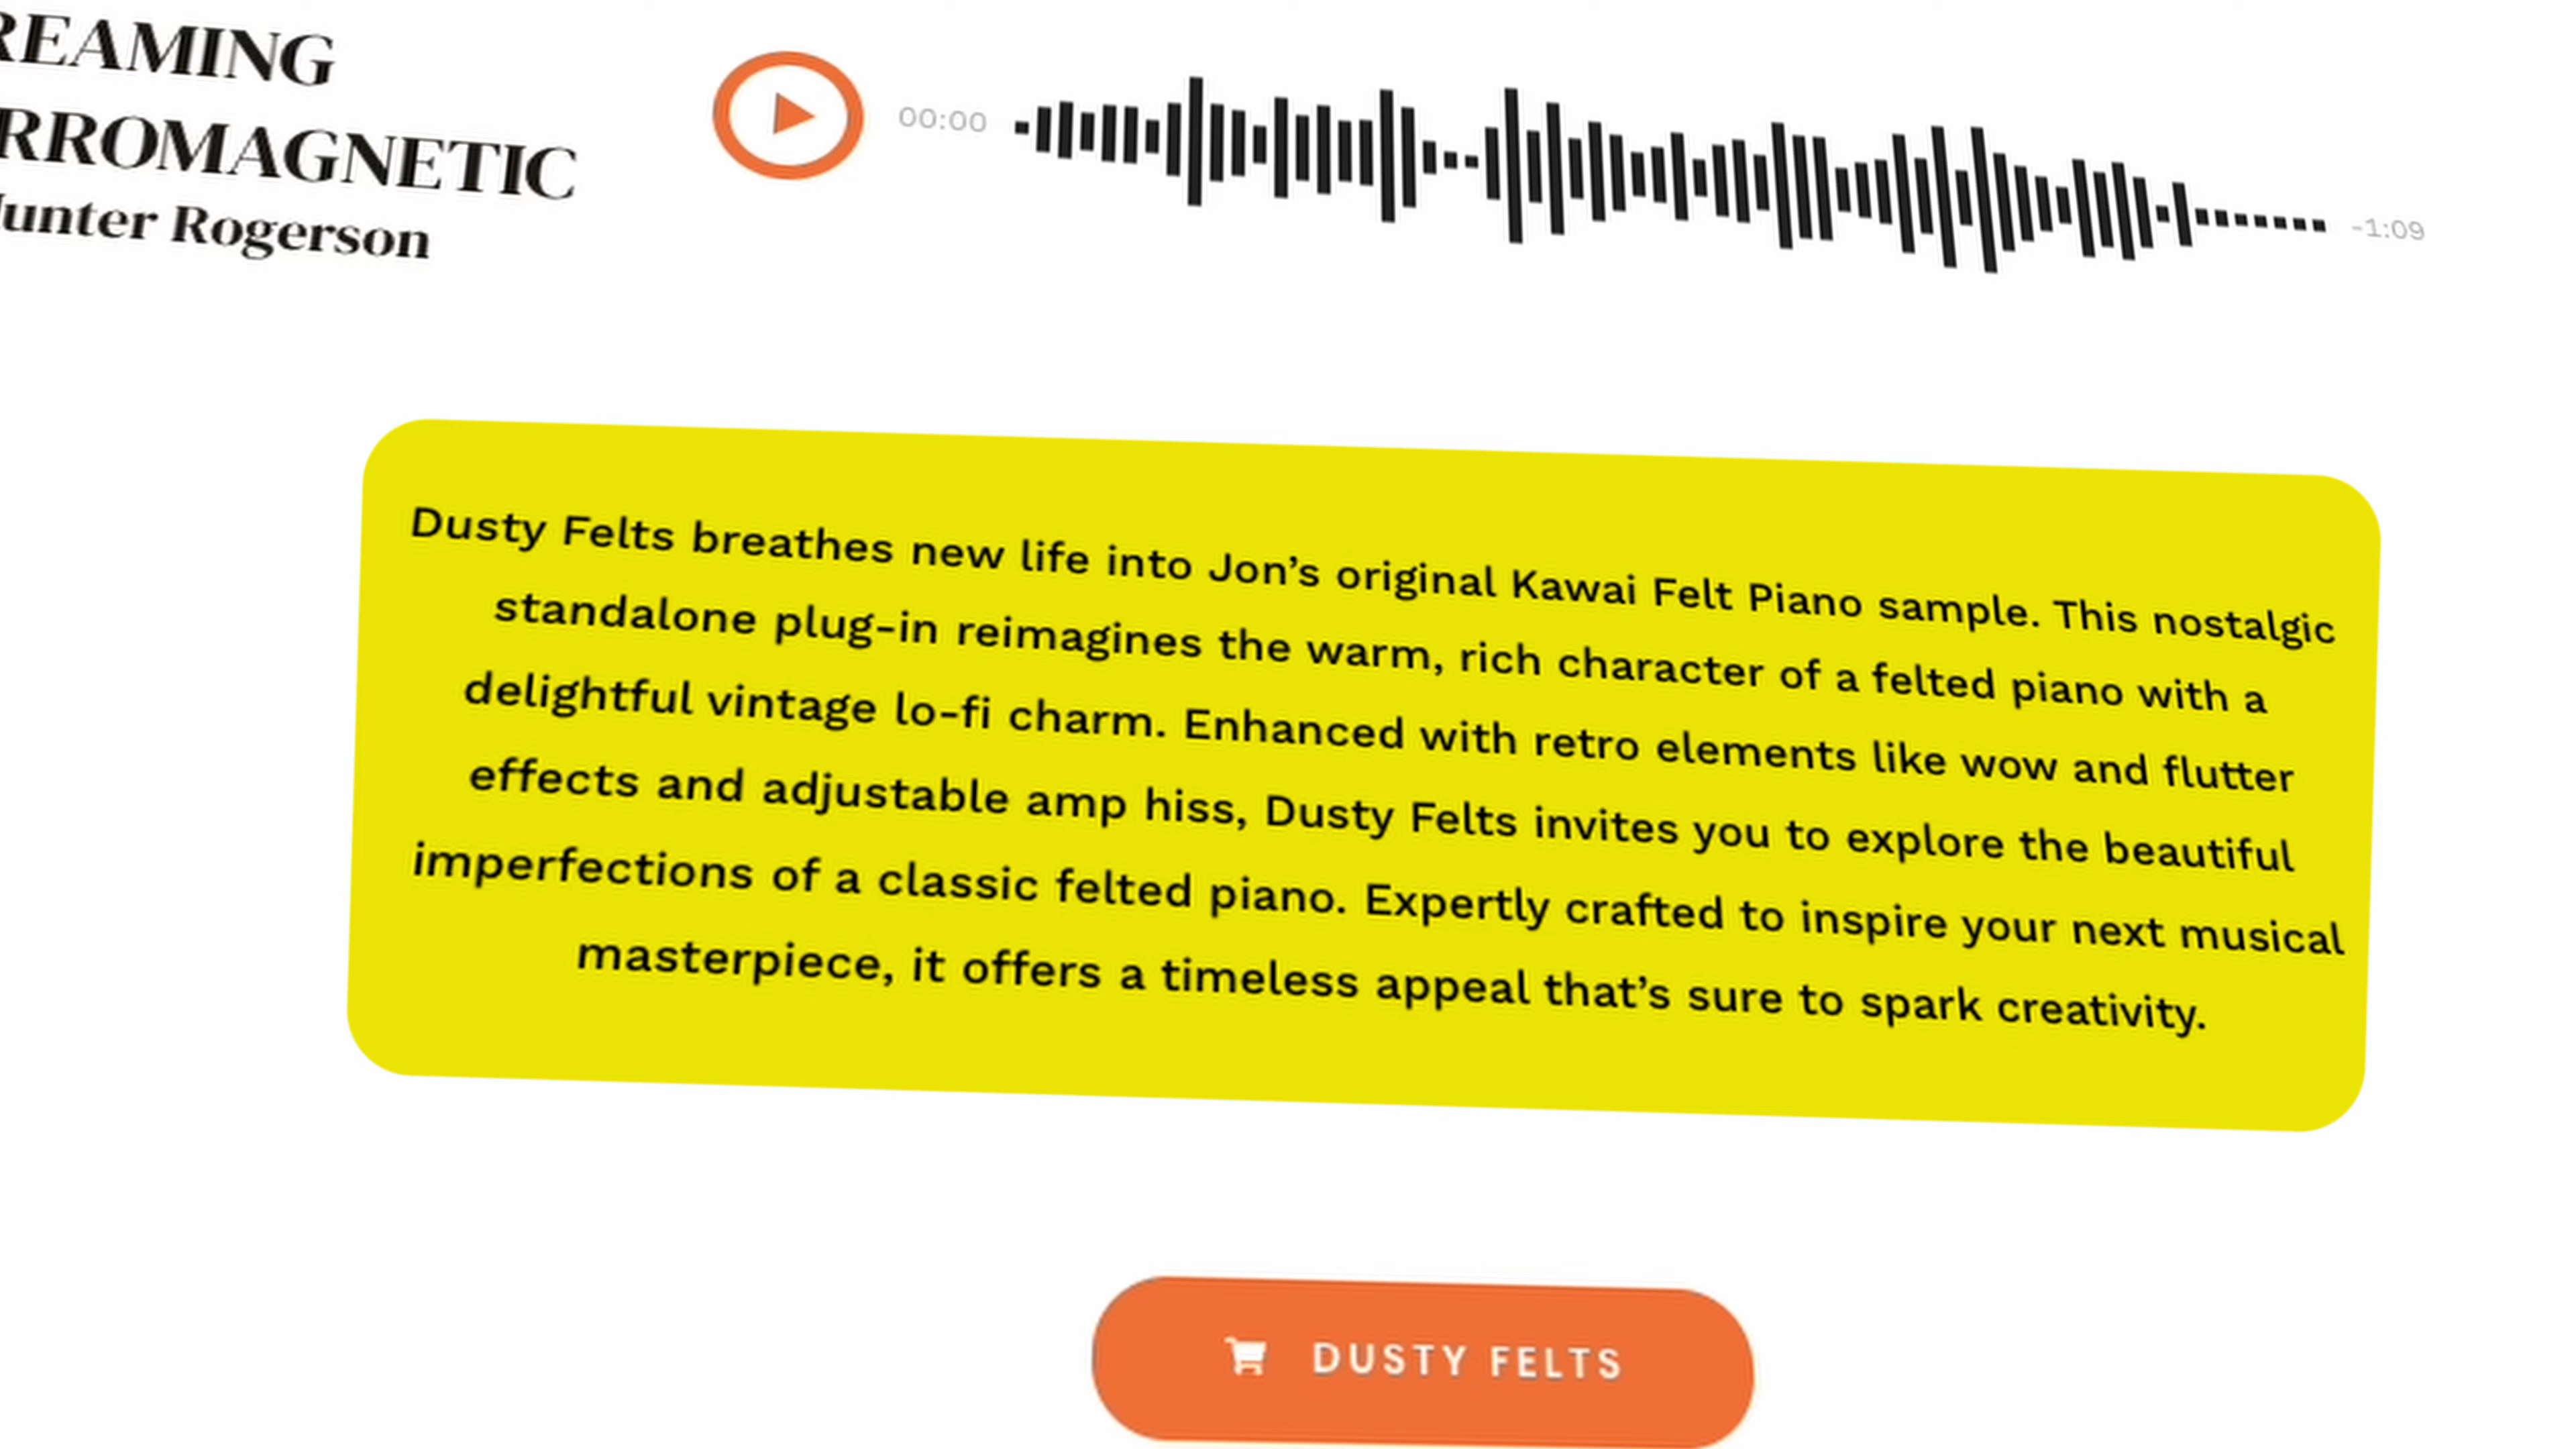 REAMING
RROMAGNETIC
Hunter Rogerson
00:00
-1:09
Dusty Felts breathes new life into Jon’s original Kawai Felt Piano sample. This nostalgic
standalone plug-in reimagines the warm, rich character of a felted piano with a
delightful vintage lo-fi charm. Enhanced with retro elements like wow and flutter
effects and adjustable amp hiss, Dusty Felts invites you to explore the beautiful
imperfections of a classic felted piano. Expertly crafted to inspire your next musical
masterpiece, it offers a timeless appeal that’s sure to spark creativity.
DUSTY FELTS